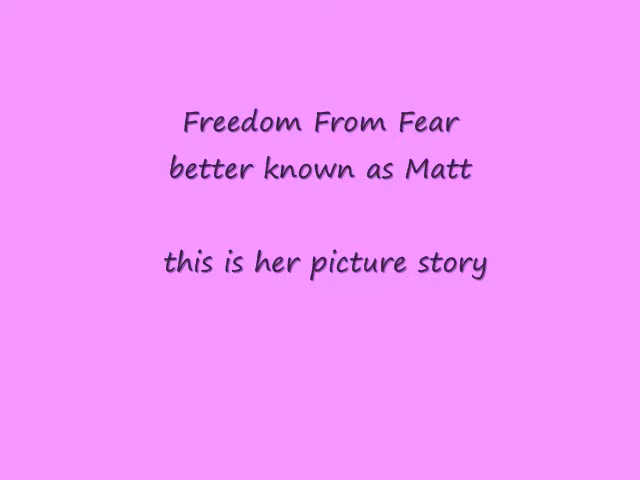 Freedom From Fear
better known as Matt
this is her picture story